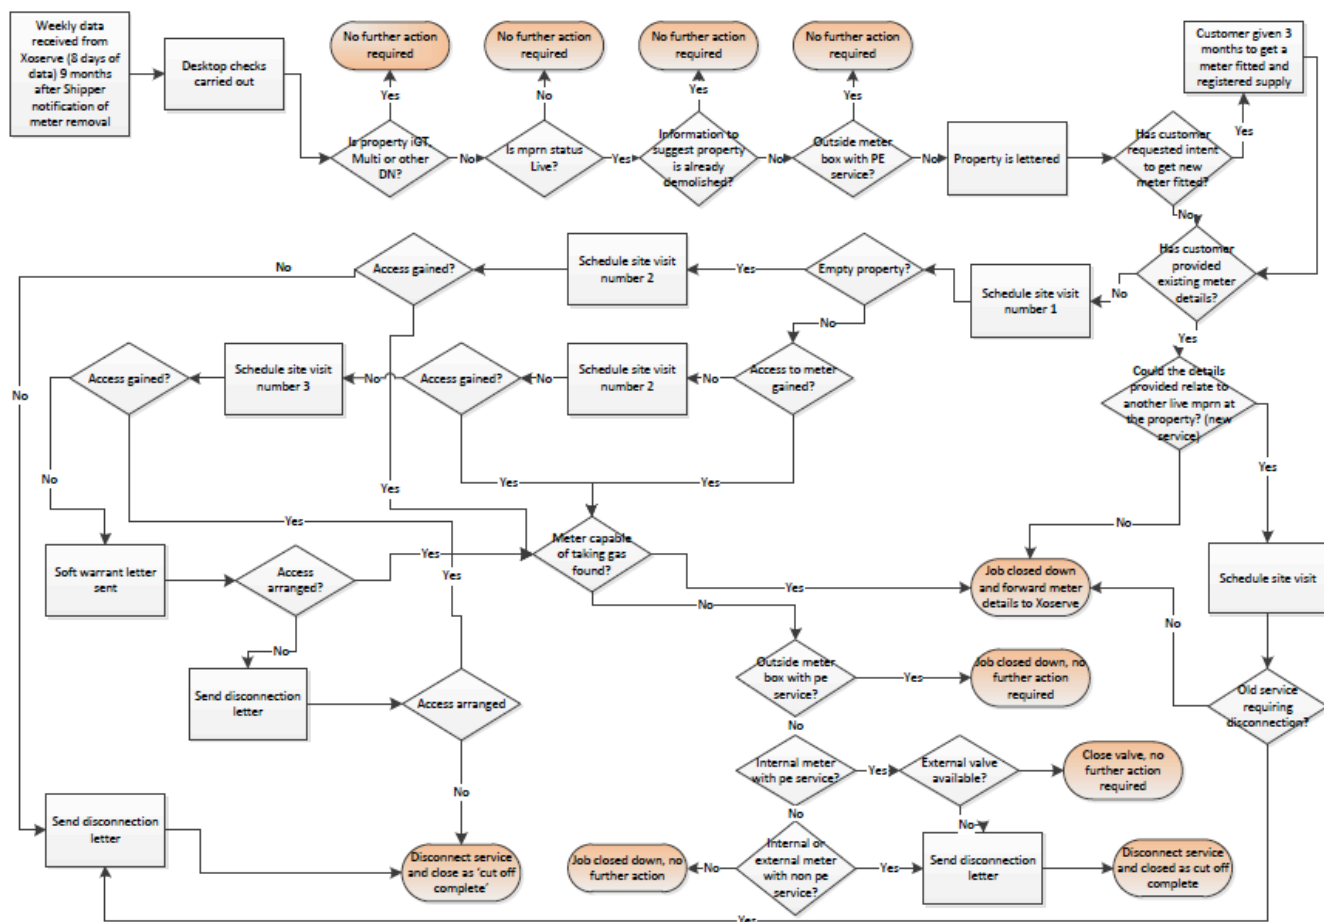 Weekly data
received from
Xoserve (8 days of
data) 9 months
after Shipper
notification of
meter removal
Desktop checks
carried out
No further action
required
No further action
required
No further action
required
No further action
required
Customer given 3
months to get a
meter fitted and
registered supply
Yes
No
Yes
Yes
Yes
Is property iGT,
Multi or other
DN?
No
Is mprn status
Live?
Yes
Information to
suggest property
is already
demolished?
No
Outside meter
box with PE
service?
No
Property is lettered
Has customer
requested intent
to get new
meter fitted?
No
No
Access gained?
Schedule site visit
number 2
Yes
Empty property?
Schedule site visit
number 1
No
Has customer
provided
existing meter
details?
No
Yes
No
Access gained?
Schedule site visit
number 3
No
Access gained?
No
Schedule site visit
number 2
No
Access to meter
gained?
Could the details
provided relate to
another live mprn at
the property? (new
service)
No
Yes
Yes
Yes
Yes
Yes
No
Soft warrant letter
sent
Access
arranged?
Yes
Yes
Meter capable
of taking gas
found?
Yes
Job closed down
and forward meter
details to Xoserve
Schedule site visit
No
No
No
Send disconnection
letter
Access arranged
Outside meter
box with pe
service?
Yes
Job closed down, no
further action
required
Old service
requiring
disconnection?
No
No
Internal meter
with pe service?
Yes
External valve
available?
Close valve, no
further action
required
No
No
Send disconnection
letter
Disconnect service
and close as ‘cut off
complete’
Job closed down, no
further action
No
Internal or
external meter
with non pe
service?
Yes
Send disconnection
letter
Disconnect service
and closed as cut off
complete
Yes